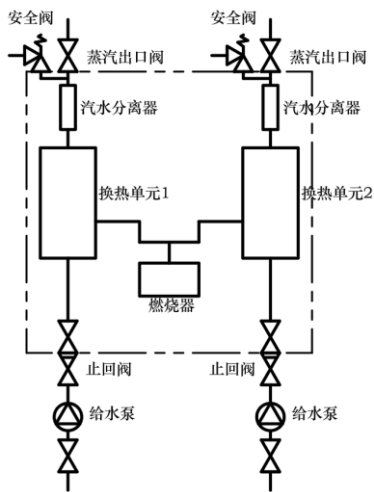 安全阀
安全阀
蒸汽出口阀
蒸汽出口阀
汽水分离器
汽水分离器
换热单元1
换热单元2
燃烧器
止回阀
止回阀
给水泵
给水泵